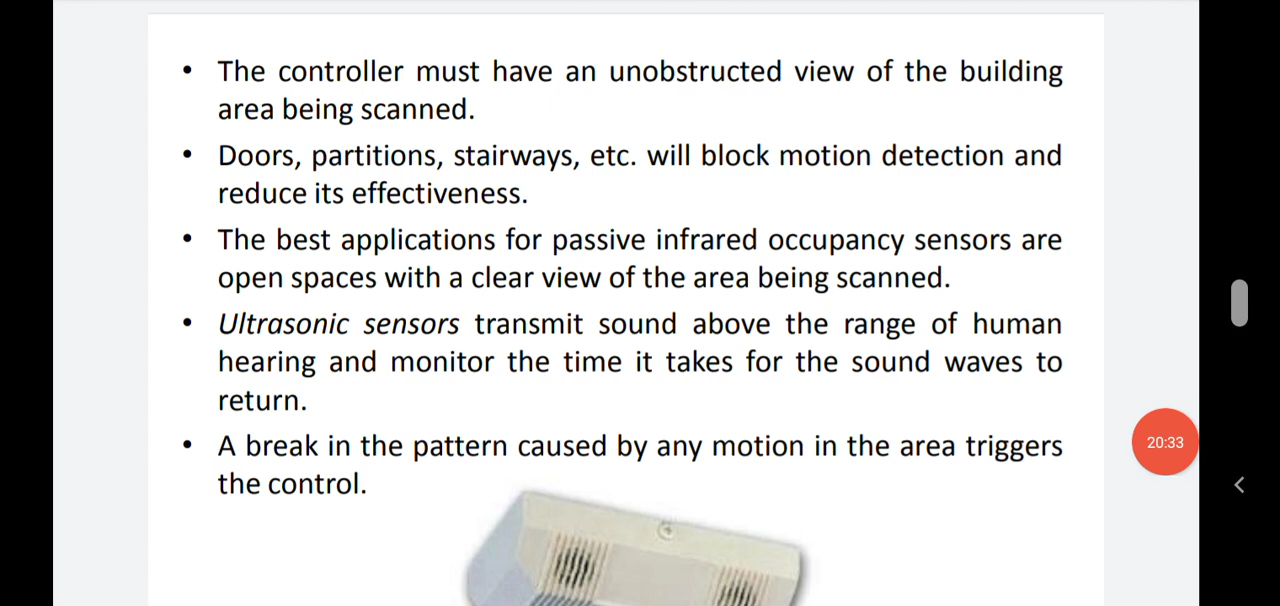 • The controller must have an unobstructed view of the building
area being scanned.
• Doors, partitions, stairways, etc. will block motion detection and
reduce its effectiveness.
• The best applications for passive infrared occupancy sensors are
open spaces with a clear view of the area being scanned.
• Ultrasonic sensors transmit sound above the range of human
hearing and monitor the time it takes for the sound waves to
return.
20:33
• A break in the pattern caused by any motion in the area triggers
the control.